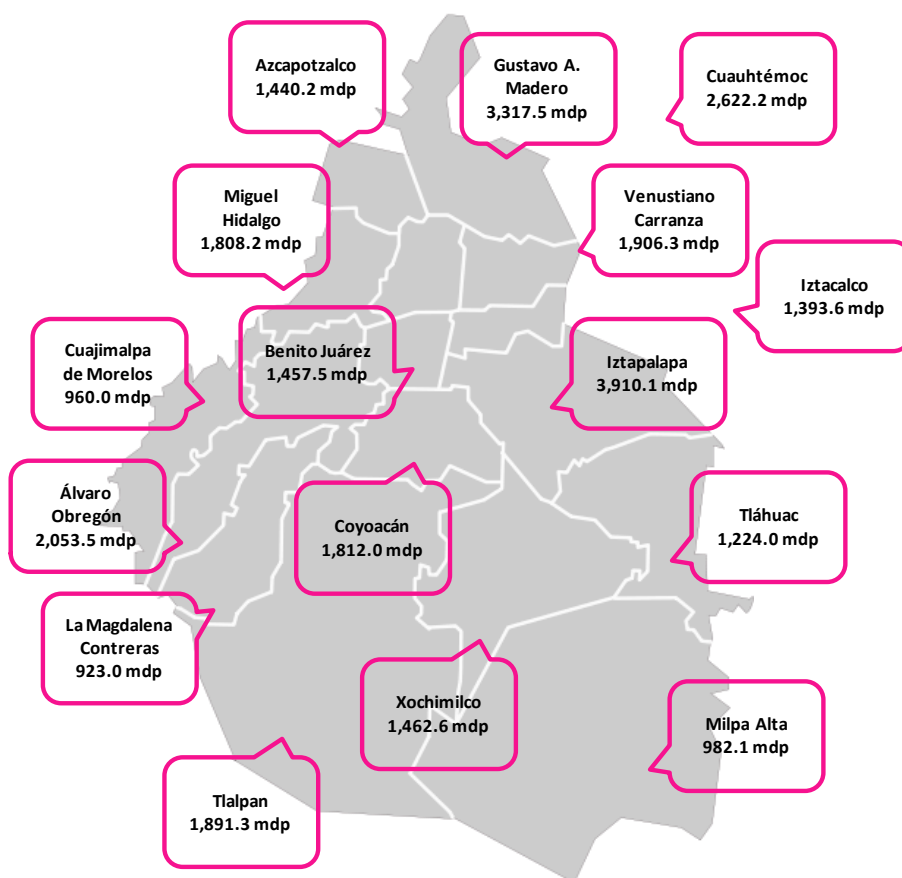 Azcapotzalco
1,440.2 mdp
Gustavo A.
Madero
3,317.5 mdp
Cuauhtémoc
2,622.2 mdp
Miguel
Hidalgo
1,808.2 mdp
Venustiano
Carranza
1,906.3 mdp
Iztacalco
1,393.6 mdp
Cuajimalpa
de Morelos
960.0 mdp
Benito Juárez
1,457.5 mdp
Iztapalapa
3,910.1 mdp
Álvaro
Obregón
2,053.5 mdp
Coyoacán
1,812.0 mdp
Tláhuac
1,224.0 mdp
La Magdalena
Contreras
923.0 mdp
Xochimilco
1,462.6 mdp
Milpa Alta
982.1 mdp
Tlalpan
1,891.3 mdp